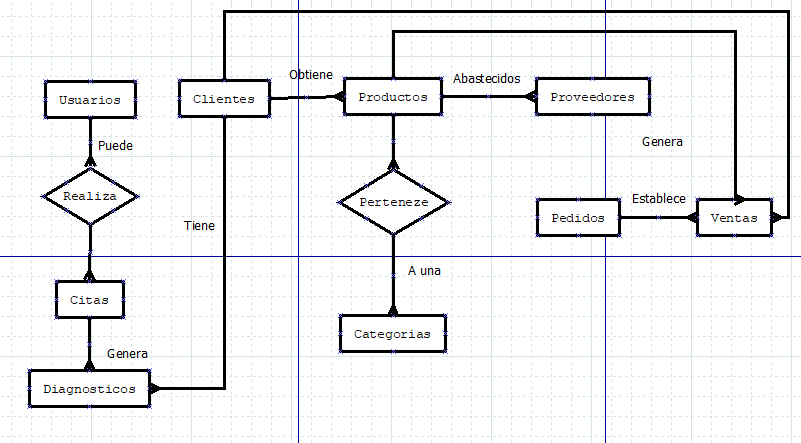 Obtiene
Abastecidos
Usuarios
Clientes
Productos
Proveedores
Puede
Genera
Realiza
Perteneze
Establece
Tiene
Pedidos
Ventas
A una
Citas
Categorias
Genera
Diagnosticos